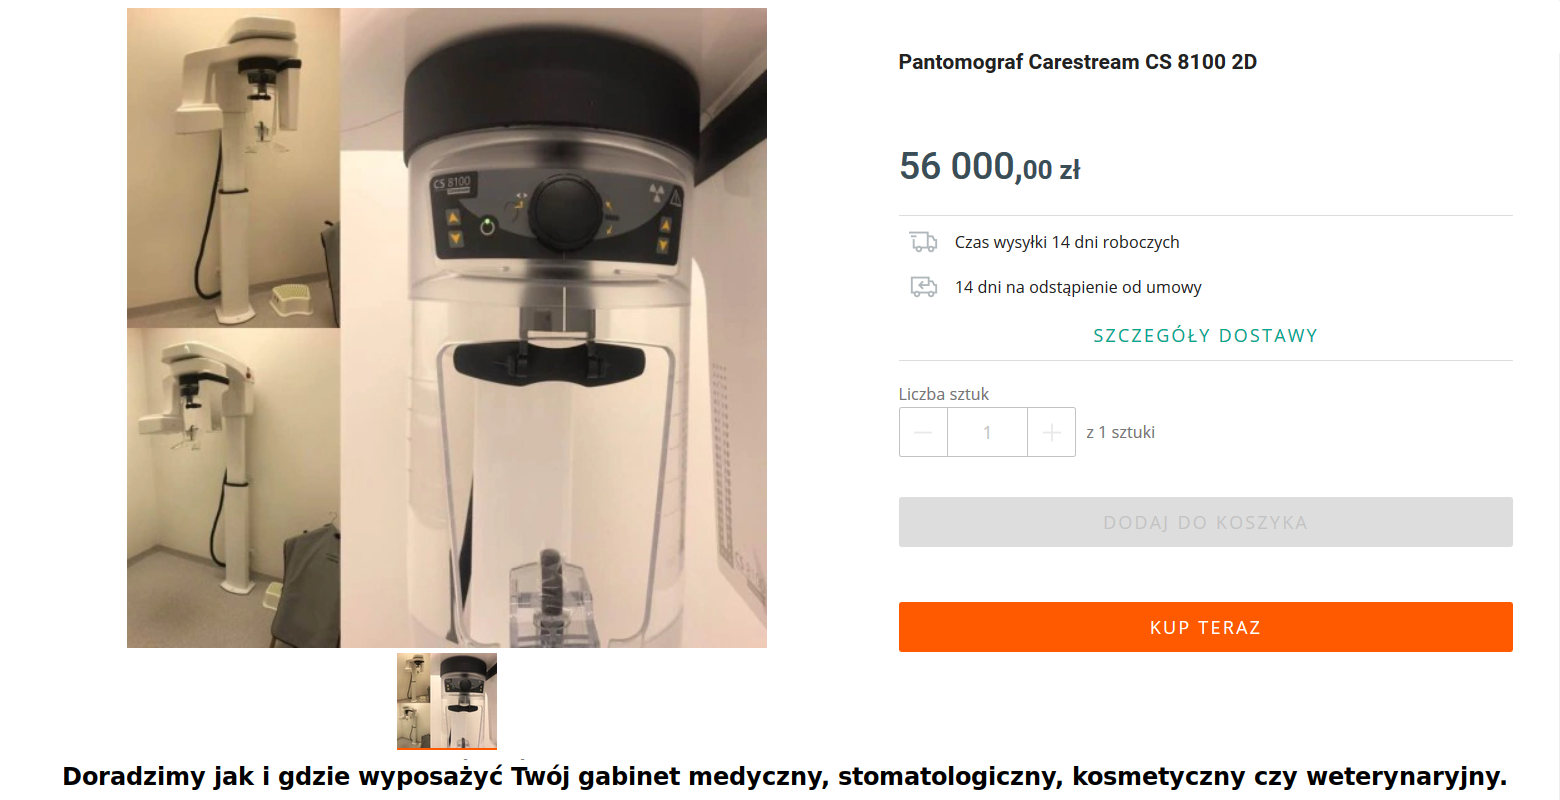 CS 8100
Pantomograf Carestream CS 8100 2D
56 000,00 zł
Czas wysyłki 14 dni roboczych
14 dni na odstąpienie od umowy
SZCZEGÓŁY DOSTAWY
Liczba sztuk
1
z 1 sztuki
DODAJ DO KOSZYKA
KUP TERAZ
Doradzimy jak i gdzie wyposażyć Twój gabinet medyczny, stomatologiczny, kosmetyczny czy weterynaryjny.